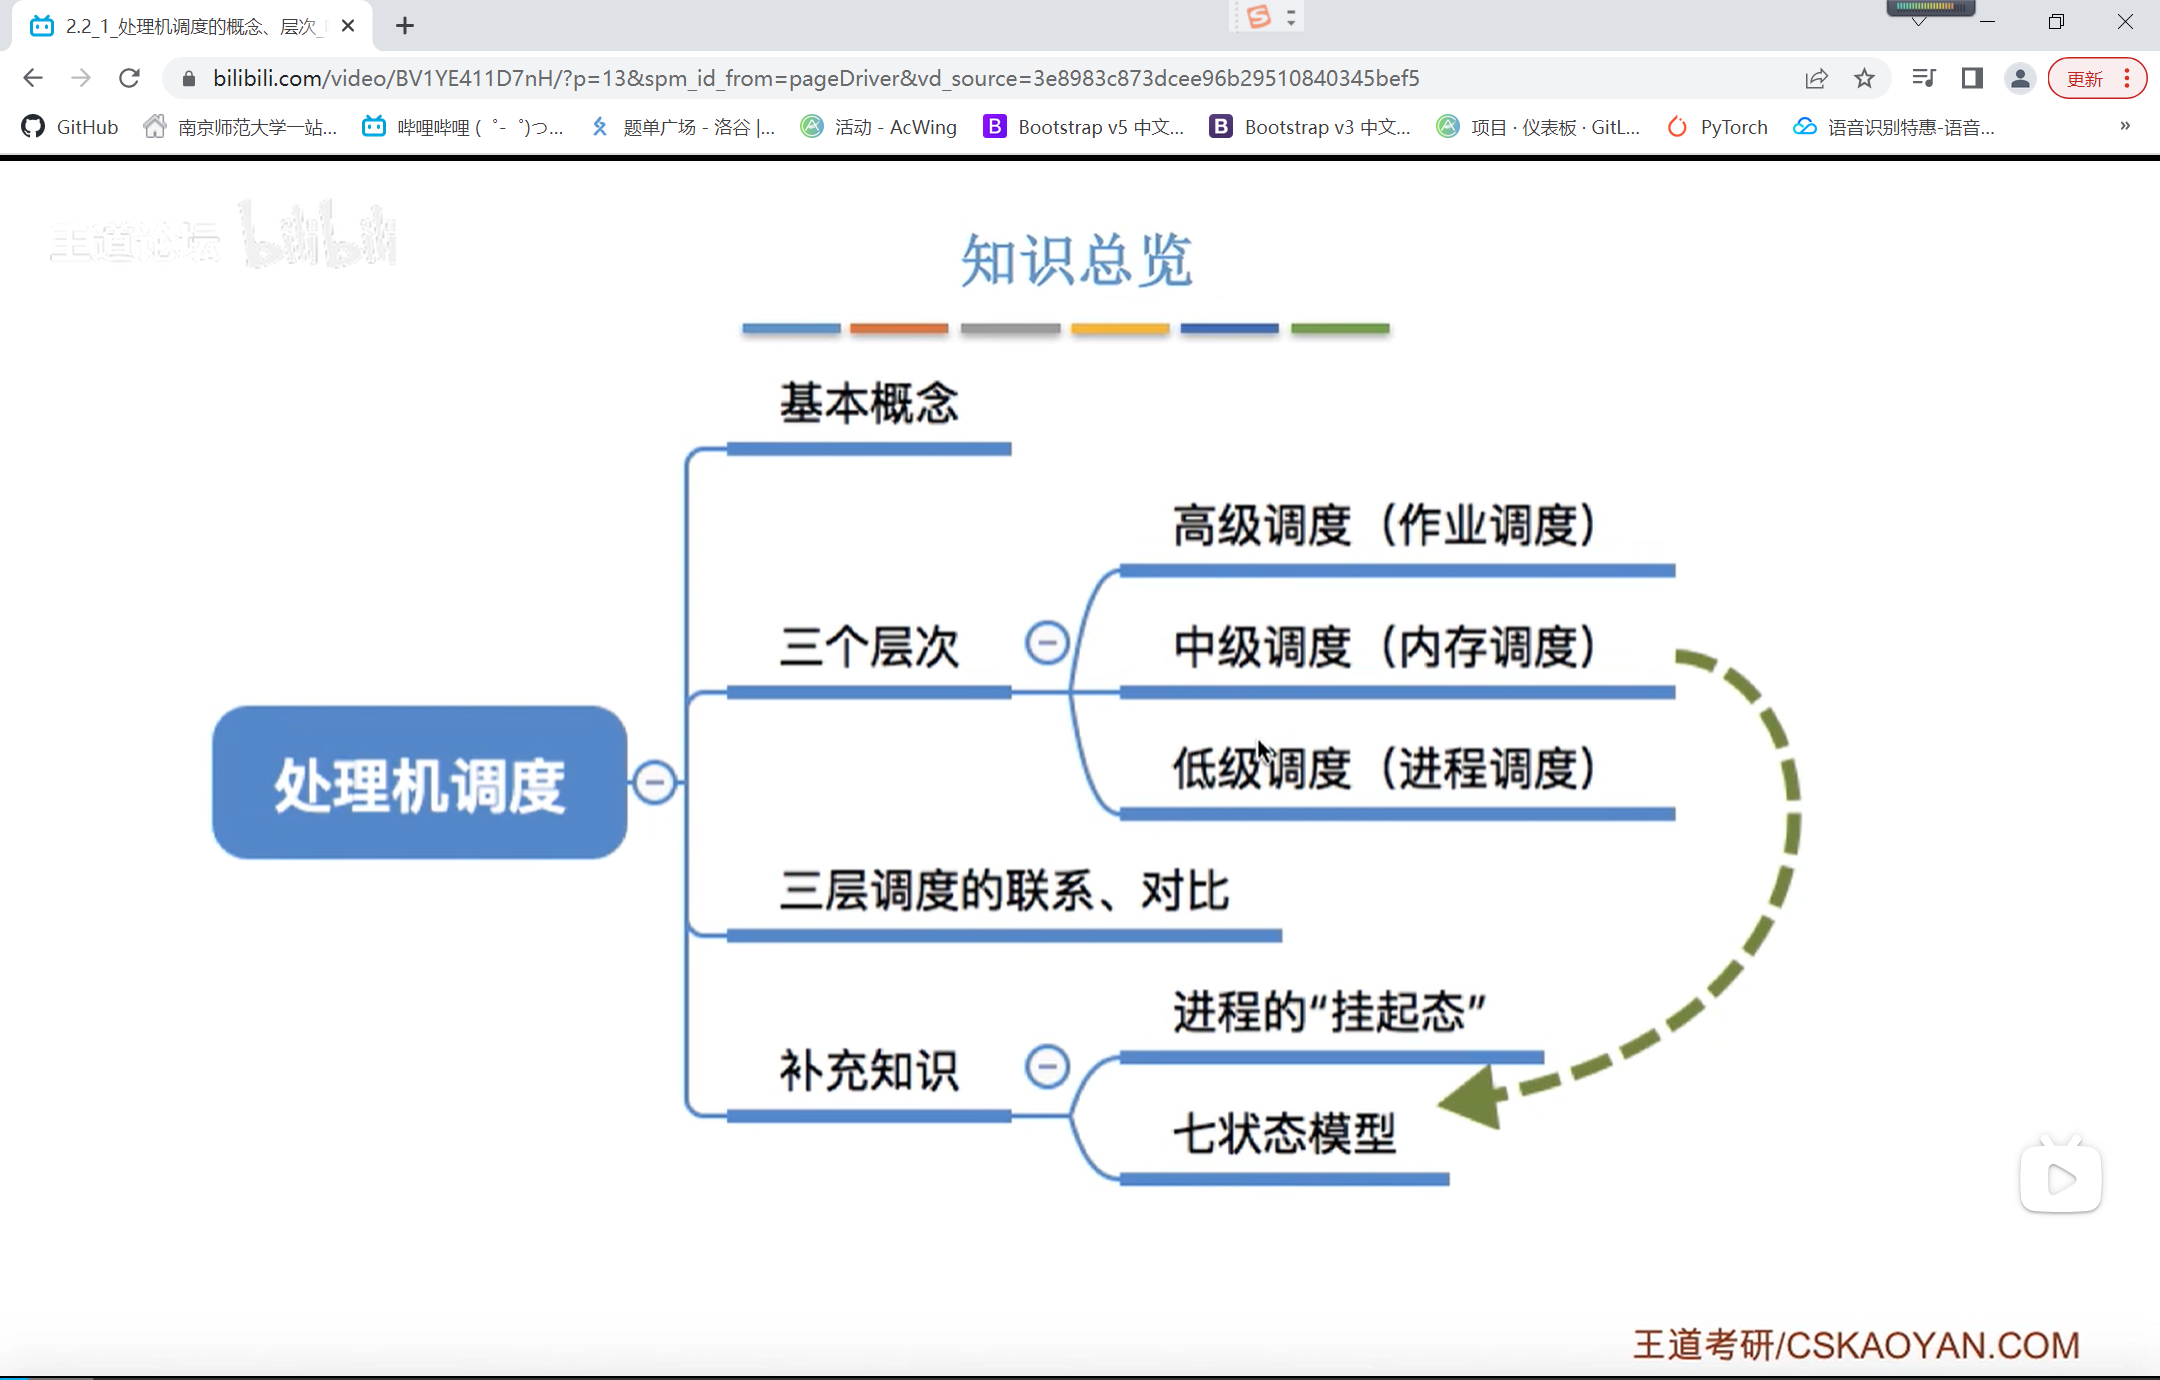 2.2_1_处理机调度的概念、层次_
bilibili.com/video/BV1YE411D7nH/?p=13&spm_id_from=pageDriver&vd_source=3e8983c873dcee96b29510840345bef5
更新
GitHub
南京师范大学一站...
哔哩哔哩 (゜-゜)つ...
题单广场 - 洛谷 |...
活动 - AcWing
Bootstrap v5 中文...
Bootstrap v3 中文...
项目 · 仪表板 · GitL...
PyTorch
语音识别特惠-语音...
»
王道论坛 bilibili
知识总览
基本概念
高级调度（作业调度）
三个层次
中级调度（内存调度）
低级调度（进程调度）
处理机调度
三层调度的联系、对比
进程的“挂起态”
补充知识
七状态模型
王道考研/CSKAOYAN.COM